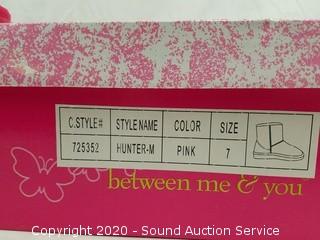 C.STYLE# STYLE NAME COLOR SIZE
725352 HUNTER-M PINK 7
between me & you
Copyright 2020 - Sound Auction Service